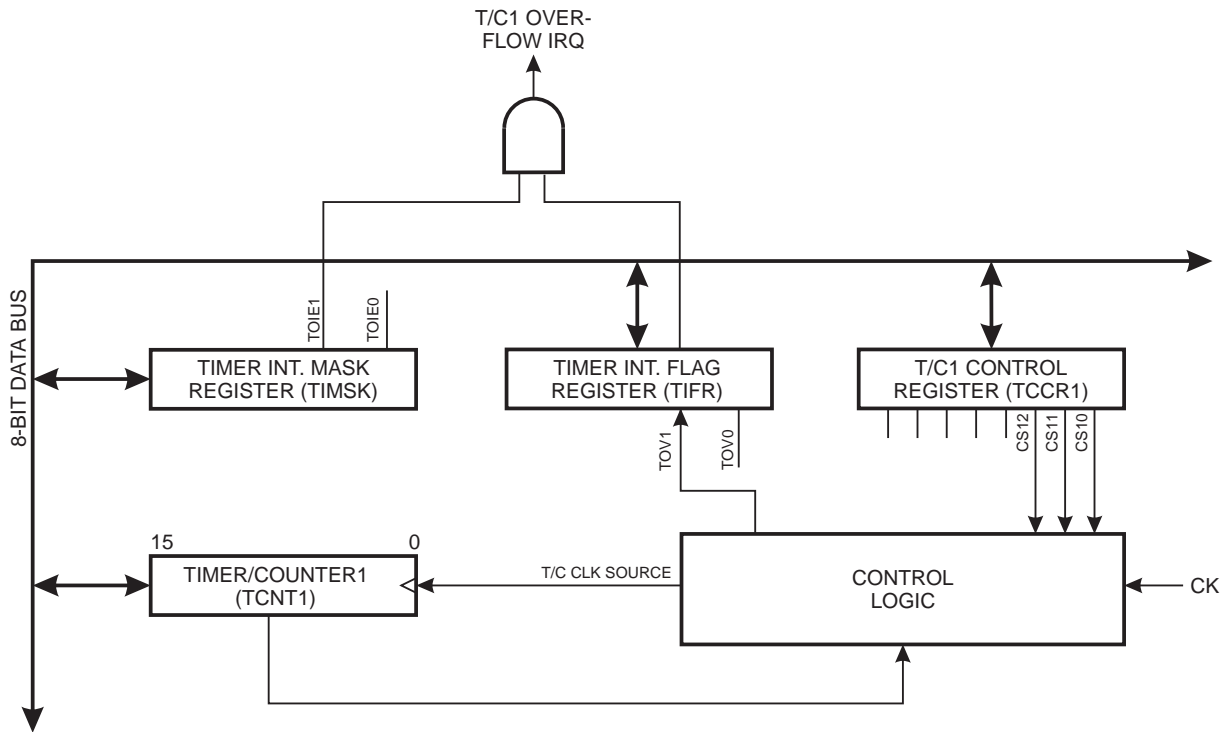 T/C1 OVER-
FLOW IRQ
8-BIT DATA BUS
TOIE1
TOIE0
TIMER INT. MASK
REGISTER (TIMSK)
TIMER INT. FLAG
REGISTER (TIFR)
T/C1 CONTROL
REGISTER (TCCR1)
TOV1
TOV0
CS12
CS11
CS10
15
0
TIMER/COUNTER1
(TCNT1)
T/C CLK SOURCE
CONTROL
LOGIC
CK